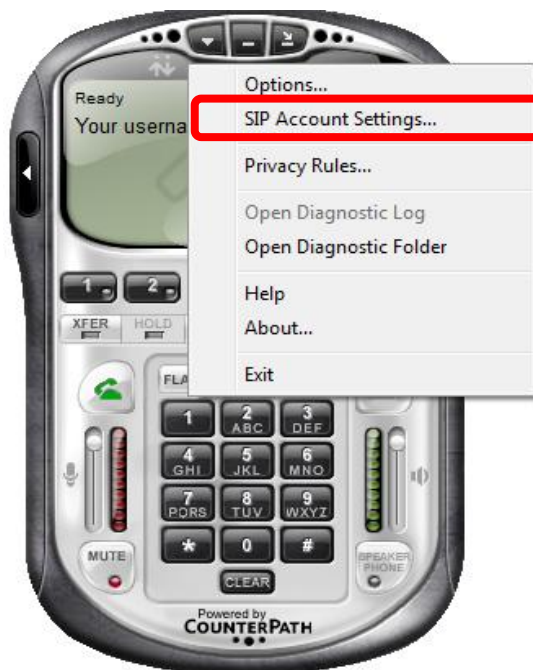 Ready
Your userna
Options...
SIP Account Settings...
Privacy Rules...
Open Diagnostic Log
Open Diagnostic Folder
Help
About...
Exit
1 2
XFER HOLD
FLA
1 2 ABC 3 DEF
4 GHI 5 JKL 6 MNO
7 PQRS 8 TUV 9 WXYZ
* 0 #
MUTE
SPEAKER
PHONE
CLEAR
Powered by
COUNTERPATH